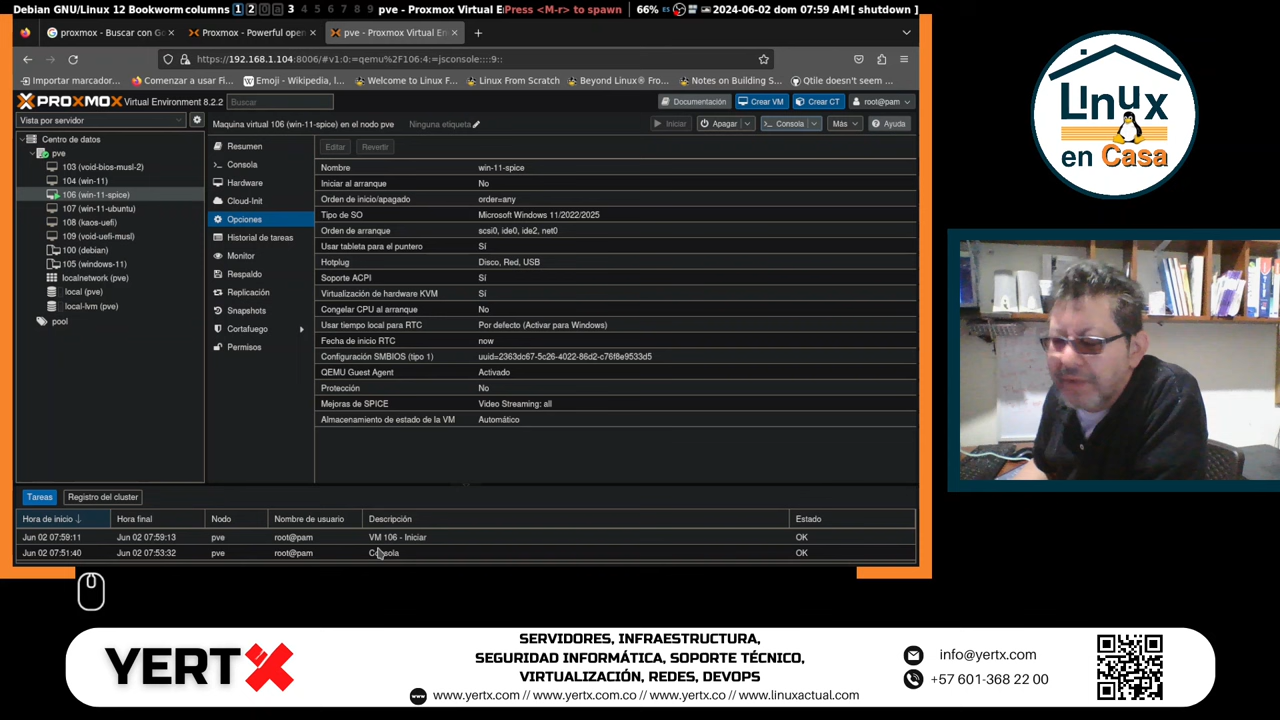 Debian GNU/Linux 12 Bookworm columns 1 2 0 a 3 4 5 6 7 8 9 pve - Proxmox Virtual En Press <M-r> to spawn 66% ES 2024-06-02 dom 07:59 AM [ shutdown ]
proxmox - Buscar con Go
Proxmox - Powerful open
pve - Proxmox Virtual En
https://192.168.1.104:8006/#v1:0:=qemu%2F106:4:=jsconsole::::9::
Importar marcador...
Comenzar a usar Fi...
Emoji - Wikipedia, l...
Welcome to Linux F...
Linux From Scratch
Beyond Linux® Fro...
Notes on Building S...
Qtile doesn't seem ...
PROXMOX Virtual Environment 8.2.2
Buscar
Documentación
Crear VM
Crear CT
root@pam
Vista por servidor
Maquina virtual 106 (win-11-spice) en el nodo pve
Ninguna etiqueta
Iniciar
Apagar
Consola
Más
Ayuda
Centro de datos
pve
103 (void-bios-musl-2)
104 (win-11)
106 (win-11-spice)
107 (win-11-ubuntu)
108 (kaos-uefi)
109 (void-uefi-musl)
100 (debian)
105 (windows-11)
localnetwork (pve)
local (pve)
local-lvm (pve)
pool
Resumen
Consola
Hardware
Cloud-Init
Opciones
Historial de tareas
Monitor
Respaldo
Replicación
Snapshots
Cortafuego
Permisos
Editar
Revertir
Nombre win-11-spice
Iniciar al arranque No
Orden de inicio/apagado order=any
Tipo de SO Microsoft Windows 11/2022/2025
Orden de arranque scsi0, ide0, ide2, net0
Usar tableta para el puntero Sí
Hotplug Disco, Red, USB
Soporte ACPI Sí
Virtualización de hardware KVM Sí
Congelar CPU al arranque No
Usar tiempo local para RTC Por defecto (Activar para Windows)
Fecha de inicio RTC now
Configuración SMBIOS (tipo 1) uuid=2363dc67-5c26-4022-86d2-c76f8e9533d5
QEMU Guest Agent Activado
Protección No
Mejoras de SPICE Video Streaming: all
Almacenamiento de estado de la VM Automático
Tareas
Registro del cluster
Hora de inicio Hora final Nodo Nombre de usuario Descripción Estado
Jun 02 07:59:11 Jun 02 07:59:13 pve root@pam VM 106 - Iniciar OK
Jun 02 07:51:40 Jun 02 07:53:32 pve root@pam Consola OK
LInux
en Casa
YERTX
SERVIDORES, INFRAESTRUCTURA,
SEGURIDAD INFORMÁTICA, SOPORTE TÉCNICO,
VIRTUALIZACIÓN, REDES, DEVOPS
www.yertx.com // www.yertx.com.co // www.yertx.co // www.linuxactual.com
info@yertx.com
+57 601-368 22 00